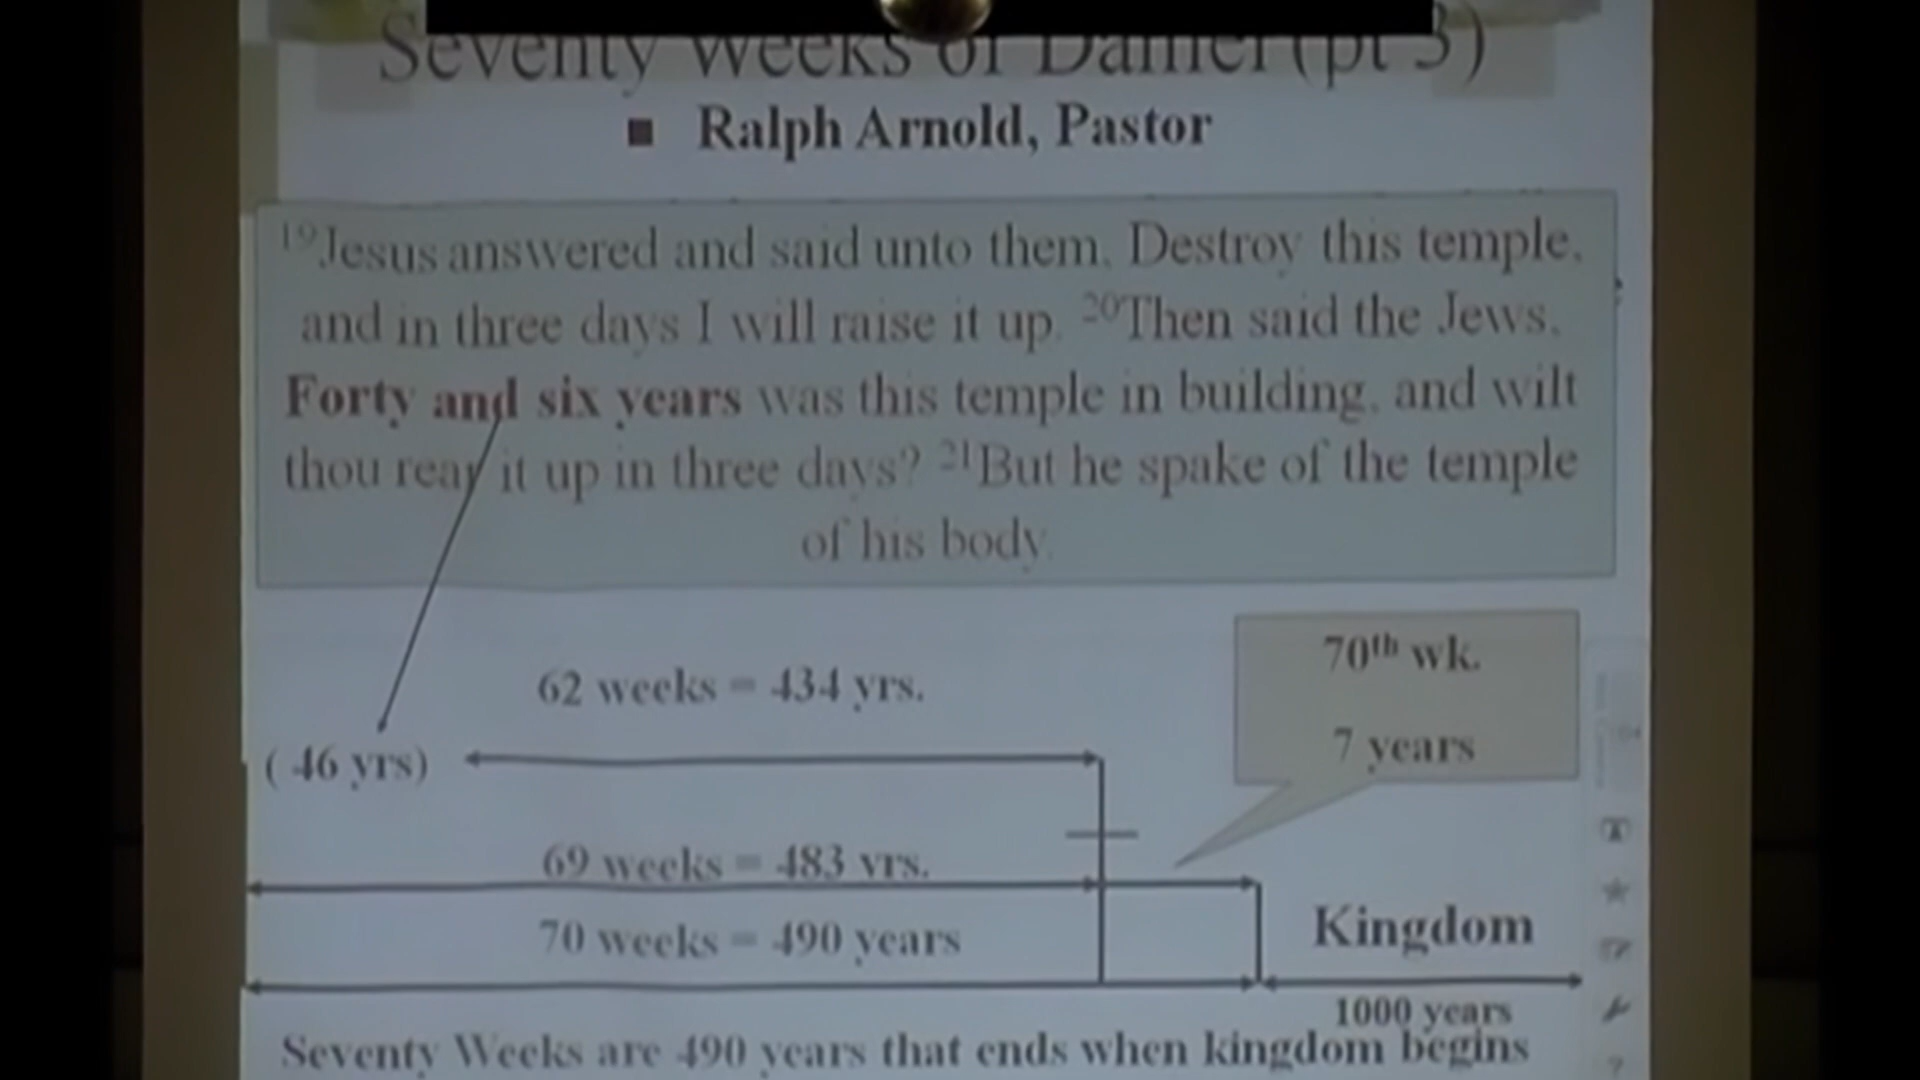 Seventy Weeks of Daniel (pt 3)
Ralph Arnold, Pastor
19Jesus answered and said unto them, Destroy this temple,
and in three days I will raise it up. 20Then said the Jews,
Forty and six years was this temple in building, and wilt
thou rear it up in three days? 21But he spake of the temple
of his body.
70th wk.
7 years
62 weeks = 434 yrs.
( 46 yrs)
69 weeks = 483 yrs.
70 weeks = 490 years
Kingdom
1000 years
Seventy Weeks are 490 years that ends when kingdom begins